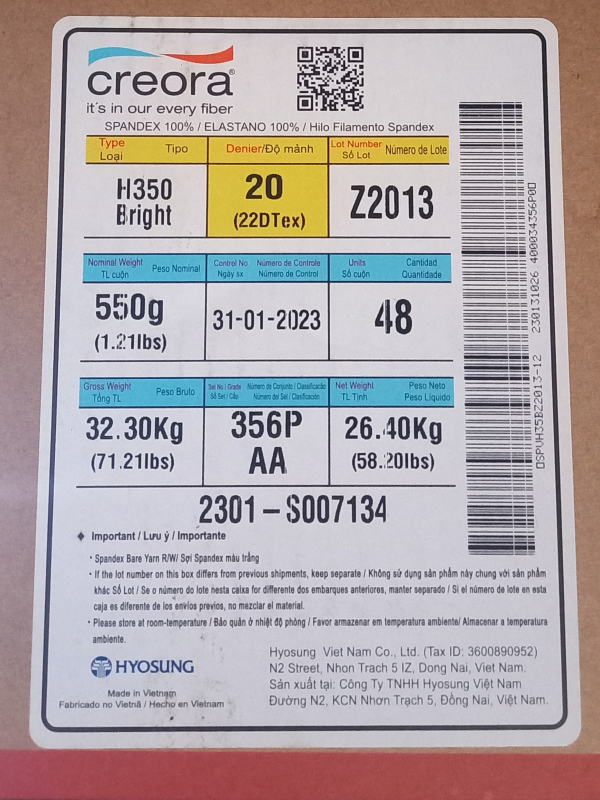 creora®
it's in our every fiber
SPANDEX 100% / ELASTANO 100% / Hilo Filamento Spandex
Type Loại Tipo
Denier/Độ mảnh
Lot Number Số Lot Número de Lote
H350 Bright
20 (22DTex)
Z2013
Nominal Weight TL cuộn Peso Nominal
Control No Ngày sx Número de Controle Número de Control
Units Số cuộn Cantidad Quantidade
550g (1.21lbs)
31-01-2023
48
Gross Weight Tổng TL Peso Bruto
Set No / Grade Số Set / Cấp Número de Conjunto / Classificacão Número del Set / Clasificación
Net Weight TL Tịnh Peso Neto Peso Líquido
32.30Kg (71.21lbs)
356P AA
26.40Kg (58.20lbs)
2301-S007134
◆ Important / Lưu ý / Importante
• Spandex Bare Yarn R/W/ Sợi Spandex màu trắng
• If the lot number on this box differs from previous shipments, keep separate / Không sử dụng sản phẩm này chung với sản phẩm
khác Số Lot / Se o número do lote nesta caixa for differente dos embarques anteriores, manter separado / Si el número de lote en esta
caja es diferente de los envíos previos, no mezclar el material.
• Please store at room-temperature / Bảo quản ở nhiệt độ phòng / Favor armazenar em temperatura ambiente/ Almacenar a temperatura
ambiente.
HYOSUNG
Made in Vietnam
Fabricado no Vietnã / Hecho en Vietnam
Hyosung Viet Nam Co., Ltd. (Tax ID: 3600890952)
N2 Street, Nhon Trach 5 IZ, Dong Nai, Viet Nam.
Sản xuất tại: Công Ty TNHH Hyosung Việt Nam
Đường N2, KCN Nhơn Trạch 5, Đồng Nai, Việt Nam.
OSPVH35BZ2013-12 230131026 400034356P00